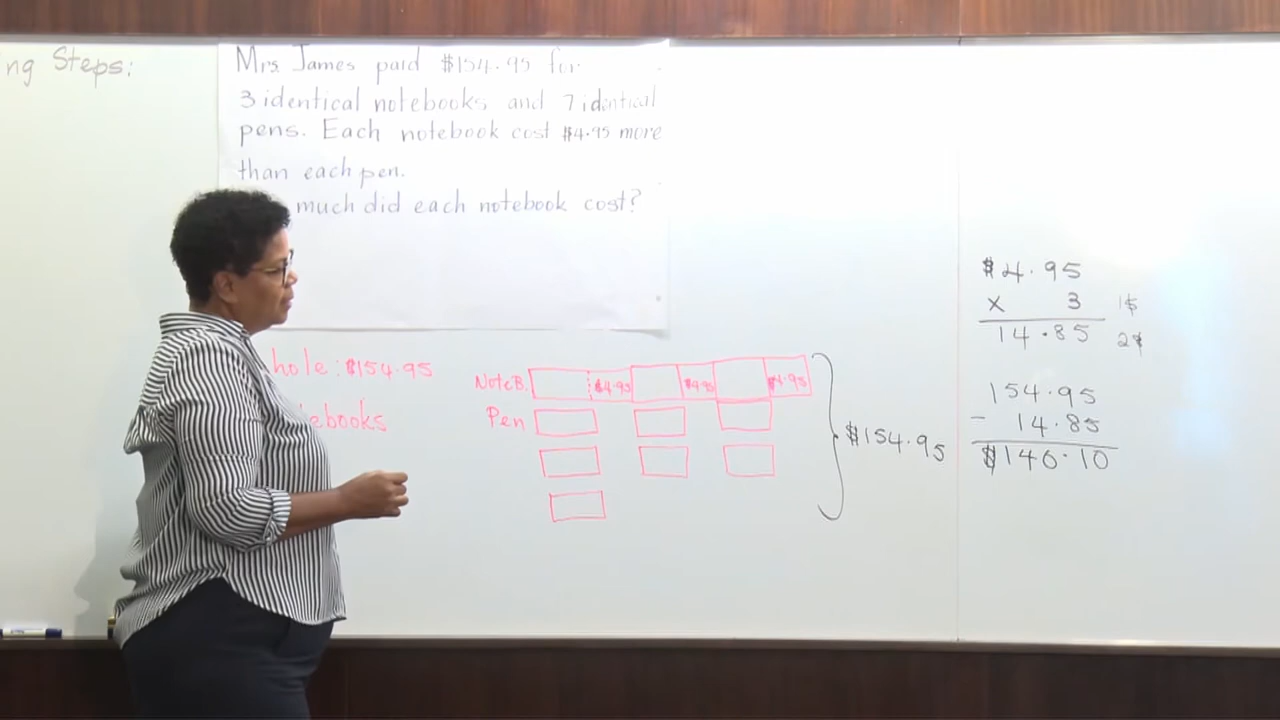 ng Steps:
Mrs. James paid $154.95 for
3 identical notebooks and 7 identical
pens. Each notebook cost $4.95 more
than each pen.
much did each notebook cost?
hole: $154.95
ebooks
NoteB. $4.95 $4.95 $4.95
Pen
$154.95
$4.95
x 3
14.85
1$
154.95
- 14.85
$140.10